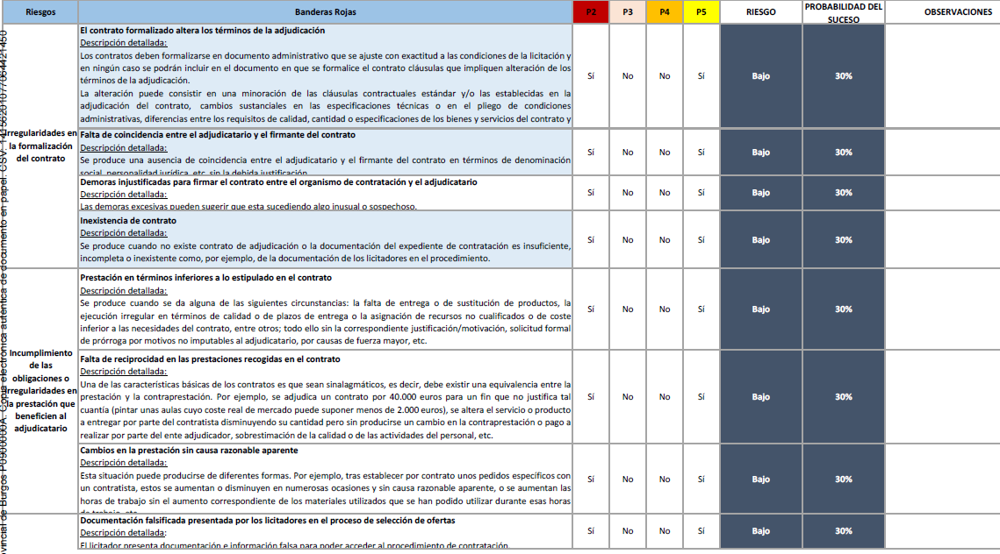 Riesgos
Banderas Rojas
P2
P3
P4
P5
RIESGO
PROBABILIDAD DEL
SUCESO
OBSERVACIONES
Irregularidades en
la formalización
del contrato
El contrato formalizado altera los términos de la adjudicación
Descripción detallada:
Los contratos deben formalizarse en documento administrativo que se ajuste con exactitud a las condiciones de la licitación y
en ningún caso se podrán incluir en el documento en que se formalice el contrato cláusulas que impliquen alteración de los
términos de la adjudicación.
La alteración puede consistir en una minoración de las cláusulas contractuales estándar y/o las establecidas en la
adjudicación del contrato, cambios sustanciales en las especificaciones técnicas o en el pliego de condiciones
administrativas, diferencias entre los requisitos de calidad, cantidad o especificaciones de los bienes y servicios del contrato y
Sí
No
No
Sí
Bajo
30%
Falta de coincidencia entre el adjudicatario y el firmante del contrato
Descripción detallada:
Se produce una ausencia de coincidencia entre el adjudicatario y el firmante del contrato en términos de denominación
social, personalidad jurídica, etc. sin la debida justificación.
Sí
No
No
Sí
Bajo
30%
Demoras injustificadas para firmar el contrato entre el organismo de contratación y el adjudicatario
Descripción detallada:
Las demoras excesivas pueden sugerir que esta sucediendo algo inusual o sospechoso.
Sí
No
No
Sí
Bajo
30%
Inexistencia de contrato
Descripción detallada:
Se produce cuando no existe contrato de adjudicación o la documentación del expediente de contratación es insuficiente,
incompleta o inexistente como, por ejemplo, de la documentación de los licitadores en el procedimiento.
Sí
No
No
Sí
Bajo
30%
Incumplimiento
de las
obligaciones o
irregularidades en
la prestación que
beneficien al
adjudicatario
Prestación en términos inferiores a lo estipulado en el contrato
Descripción detallada:
Se produce cuando se da alguna de las siguientes circunstancias: la falta de entrega o de sustitución de productos, la
ejecución irregular en términos de calidad o de plazos de entrega o la asignación de recursos no cualificados o de coste
inferior a las necesidades del contrato, entre otros; todo ello sin la correspondiente justificación/motivación, solicitud formal
de prórroga por motivos no imputables al adjudicatario, por causas de fuerza mayor, etc.
Sí
No
No
Sí
Bajo
30%
Falta de reciprocidad en las prestaciones recogidas en el contrato
Descripción detallada:
Una de las características básicas de los contratos es que sean sinalagmáticos, es decir, debe existir una equivalencia entre la
prestación y la contraprestación. Por ejemplo, se adjudica un contrato por 40.000 euros para un fin que no justifica tal
cuantía (pintar unas aulas cuyo coste real de mercado puede suponer menos de 2.000 euros), se altera el servicio o producto
a entregar por parte del contratista disminuyendo su cantidad pero sin producirse un cambio en la contraprestación o pago a
realizar por parte del ente adjudicador, sobrestimación de la calidad o de las actividades del personal, etc.
Sí
No
No
Sí
Bajo
30%
Cambios en la prestación sin causa razonable aparente
Descripción detallada:
Esta situación puede producirse de diferentes formas. Por ejemplo, tras establecer por contrato unos pedidos específicos con
un contratista, estos se aumentan o disminuyen en numerosas ocasiones y sin causa razonable aparente, o se aumentan las
horas de trabajo sin el aumento correspondiente de los materiales utilizados que se han podido utilizar durante esas horas
de trabajo, etc.
Sí
No
No
Sí
Bajo
30%
Documentación falsificada presentada por los licitadores en el proceso de selección de ofertas
Descripción detallada:
El licitador presenta documentación e información falsa para poder acceder al procedimiento de contratación.
Sí
No
No
Sí
Bajo
30%
vincial de Burgos P0900000A. Copia electrónica auténtica de documento en papel. CSV: